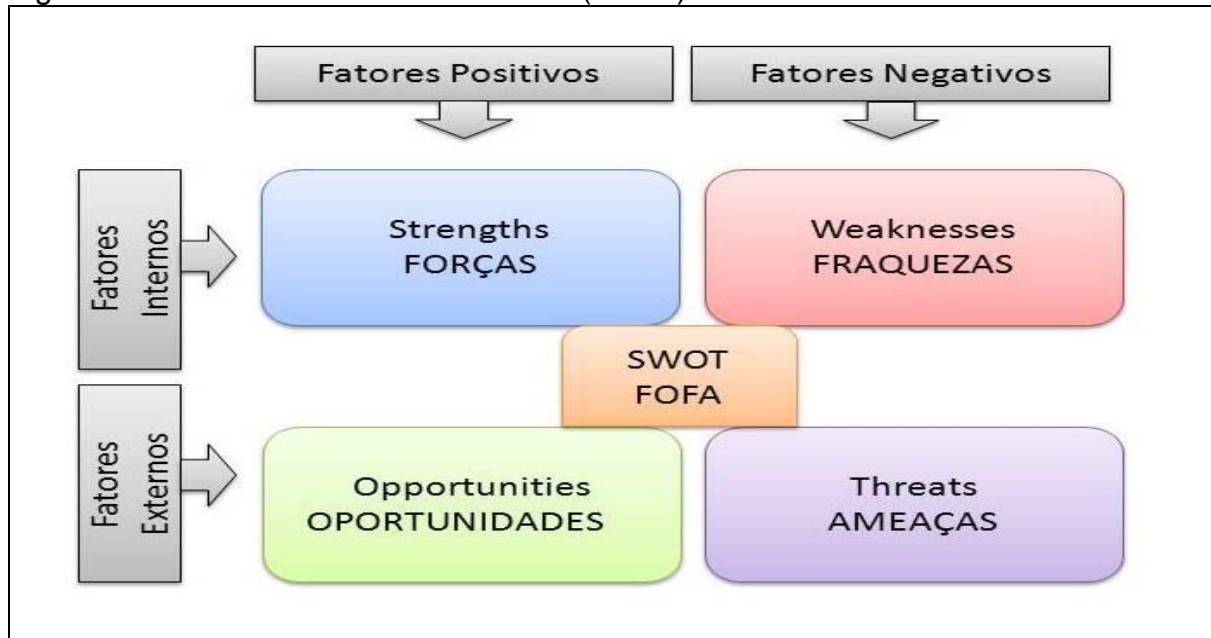 Fatores Positivos
Fatores Negativos
Fatores
Internos
Strengths
FORÇAS
Weaknesses
FRAQUEZAS
SWOT
FOFA
Fatores
Externos
Opportunities
OPORTUNIDADES
Threats
AMEAÇAS